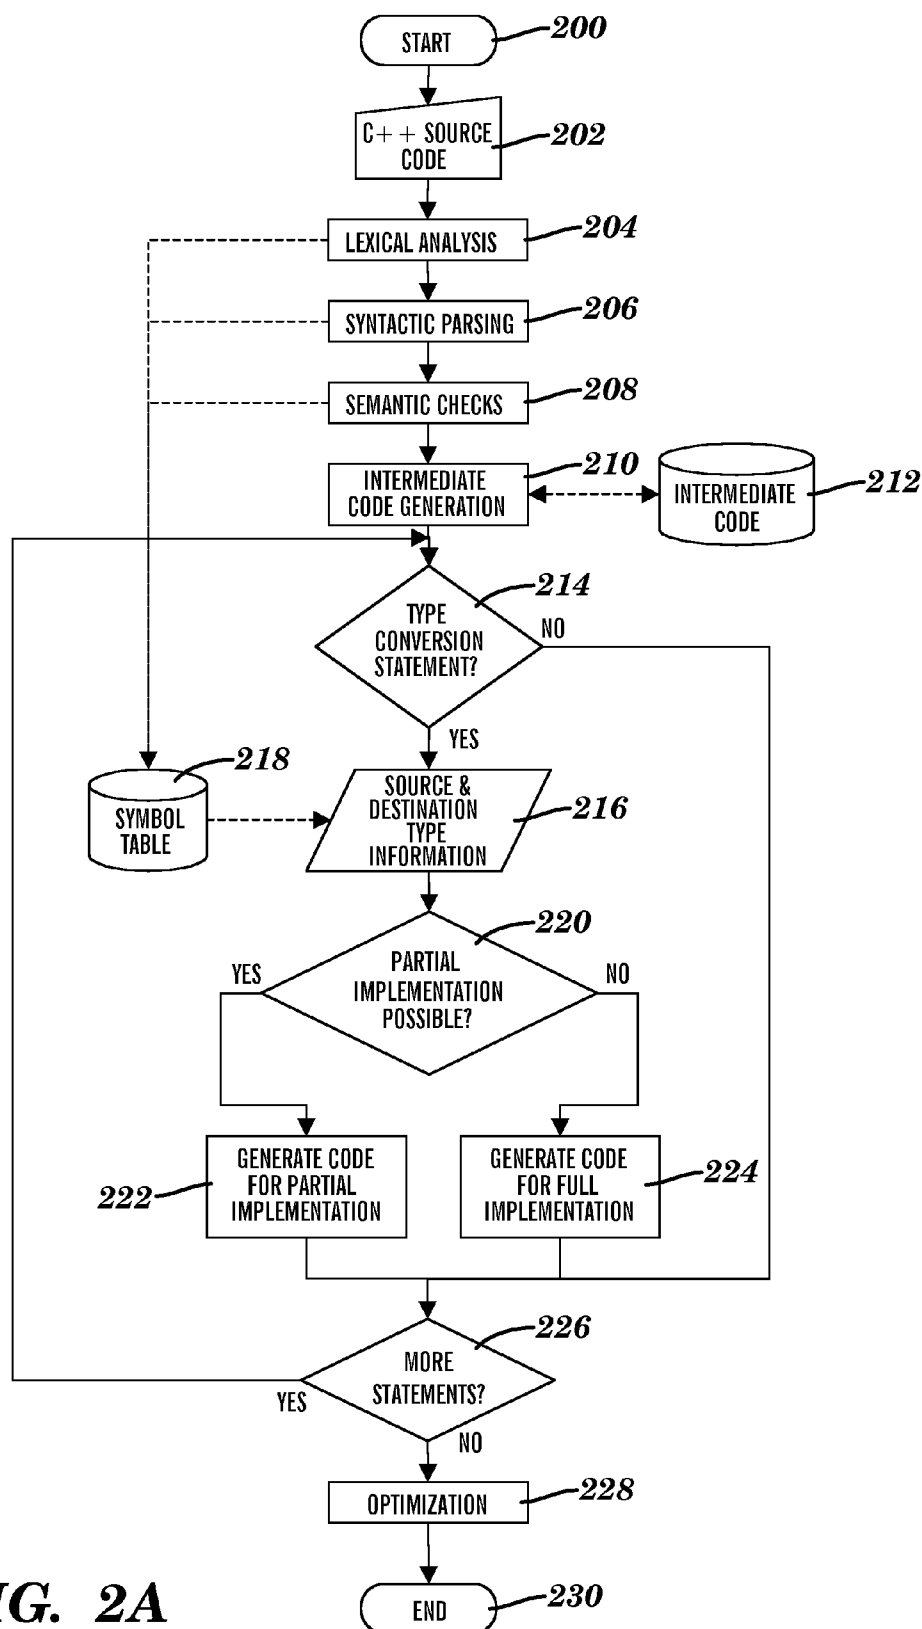 START
200
C++ SOURCE
CODE
202
LEXICAL ANALYSIS
204
SYNTACTIC PARSING
206
SEMANTIC CHECKS
208
INTERMEDIATE
CODE GENERATION
210
INTERMEDIATE
CODE
212
TYPE
CONVERSION
STATEMENT?
214
NO
YES
SYMBOL
TABLE
218
SOURCE &
DESTINATION
TYPE
INFORMATION
216
PARTIAL
IMPLEMENTATION
POSSIBLE?
220
YES
NO
GENERATE CODE
FOR PARTIAL
IMPLEMENTATION
222
GENERATE CODE
FOR FULL
IMPLEMENTATION
224
MORE
STATEMENTS?
226
YES
NO
OPTIMIZATION
228
END
230
IG. 2A